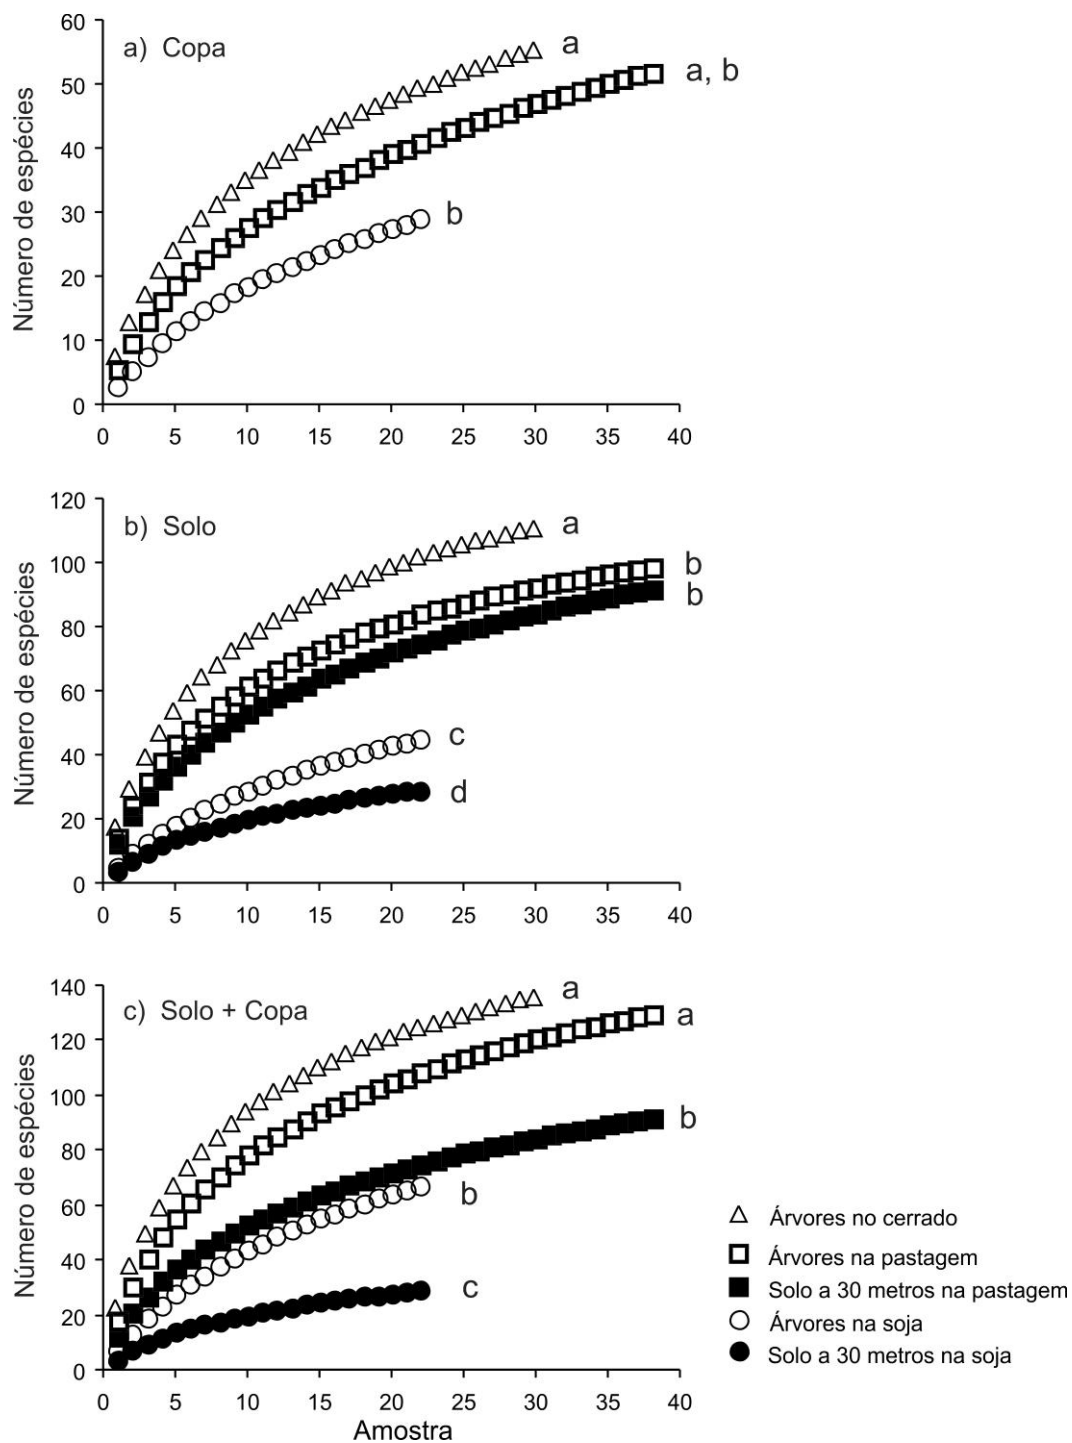 60
a) Copa
a
50
a, b
40
30
b
20
10
0
Número de espécies
0 5 10 15 20 25 30 35 40
120
b) Solo
a
100
b
b
80
60
c
40
d
20
0
Número de espécies
0 5 10 15 20 25 30 35 40
140
c) Solo + Copa
a
120
a
100
b
80
60
b
40
c
20
0
Número de espécies
0 5 10 15 20 25 30 35 40
Amostra
Árvores no cerrado
Árvores na pastagem
Solo a 30 metros na pastagem
Árvores na soja
Solo a 30 metros na soja